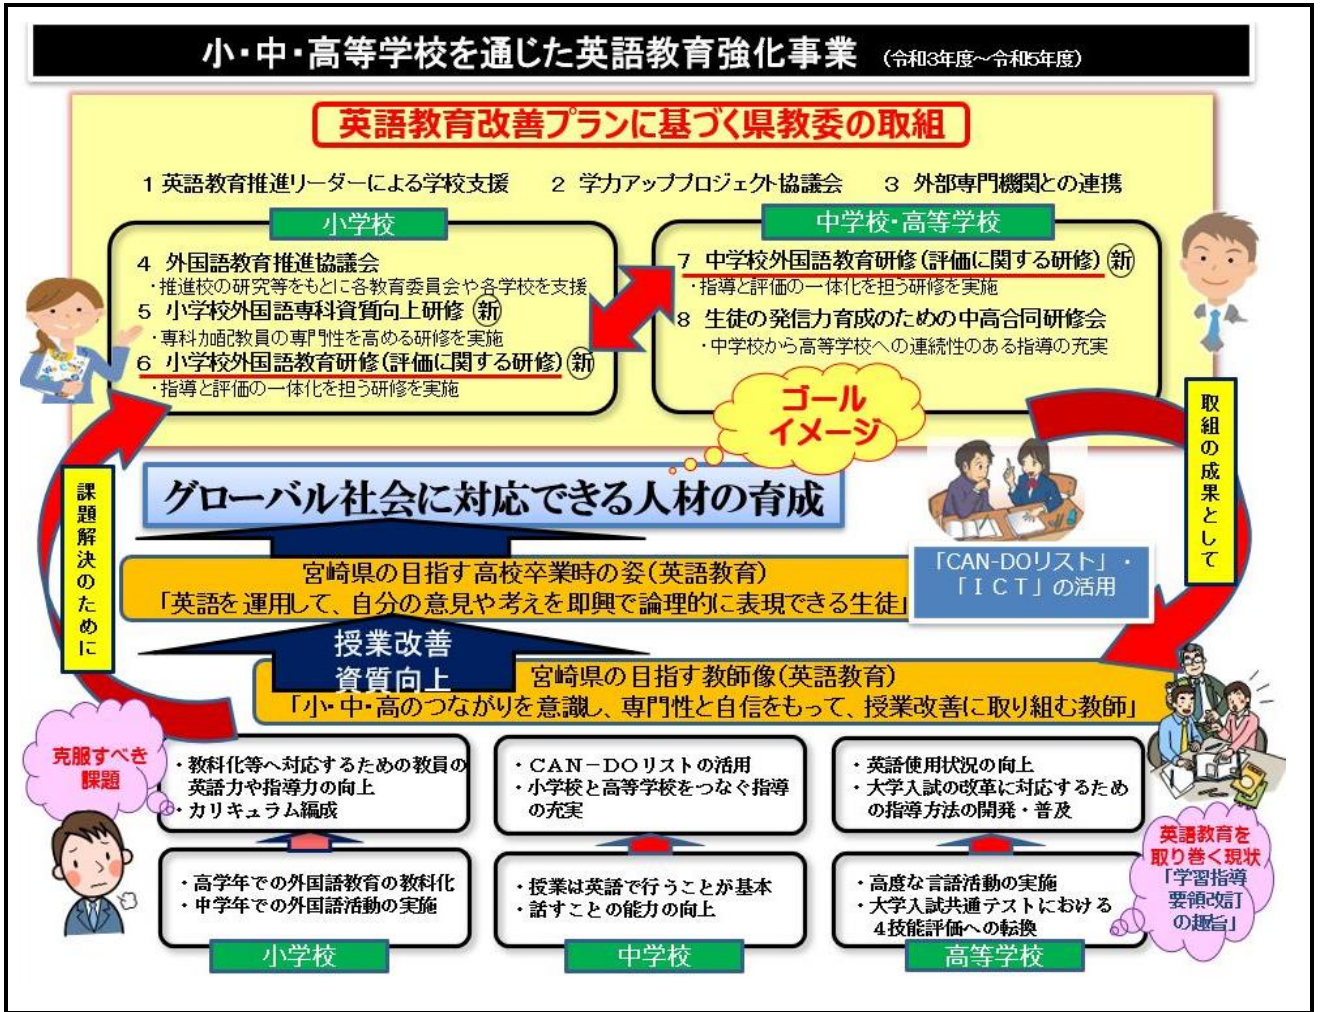 小・中・高等学校を通じた英語教育強化事業 (令和3年度～令和5年度)
英語教育改善プランに基づく県教委の取組
1 英語教育推進リーダーによる学校支援 2 学力アッププロジェクト協議会 3 外部専門機関との連携
小学校
4 外国語教育推進協議会
・推進校の研究等をもとに各教育委員会や各学校を支援
5 小学校外国語専科資質向上研修 新
・専科加配教員の専門性を高める研修を実施
6 小学校外国語教育研修(評価に関する研修) 新
・指導と評価の一体化を担う研修を実施
中学校・高等学校
7 中学校外国語教育研修(評価に関する研修) 新
・指導と評価の一体化を担う研修を実施
8 生徒の発信力育成のための中高合同研修会
・中学校から高等学校への連続性のある指導の充実
ゴール
イメージ
取組の成果として
課題解決のために
グローバル社会に対応できる人材の育成
宮崎県の目指す高校卒業時の姿(英語教育)
「英語を運用して、自分の意見や考えを即興で論理的に表現できる生徒」
「CAN-DOリスト」・
「ICT」の活用
授業改善
資質向上
宮崎県の目指す教師像(英語教育)
「小・中・高のつながりを意識し、専門性と自信をもって、授業改善に取り組む教師」
克服すべき
課題
・教科化等へ対応するための教員の
英語力や指導力の向上
・カリキュラム編成
・CAN－DOリストの活用
・小学校と高等学校をつなぐ指導
の充実
・英語使用状況の向上
・大学入試の改革に対応するため
の指導方法の開発・普及
英語教育を
取り巻く現状
「学習指導
要領改訂
の趣旨」
・高学年での外国語教育の教科化
・中学年での外国語活動の実施
小学校
・授業は英語で行うことが基本
・話すことの能力の向上
中学校
・高度な言語活動の実施
・大学入試共通テストにおける
4技能評価への転換
高等学校